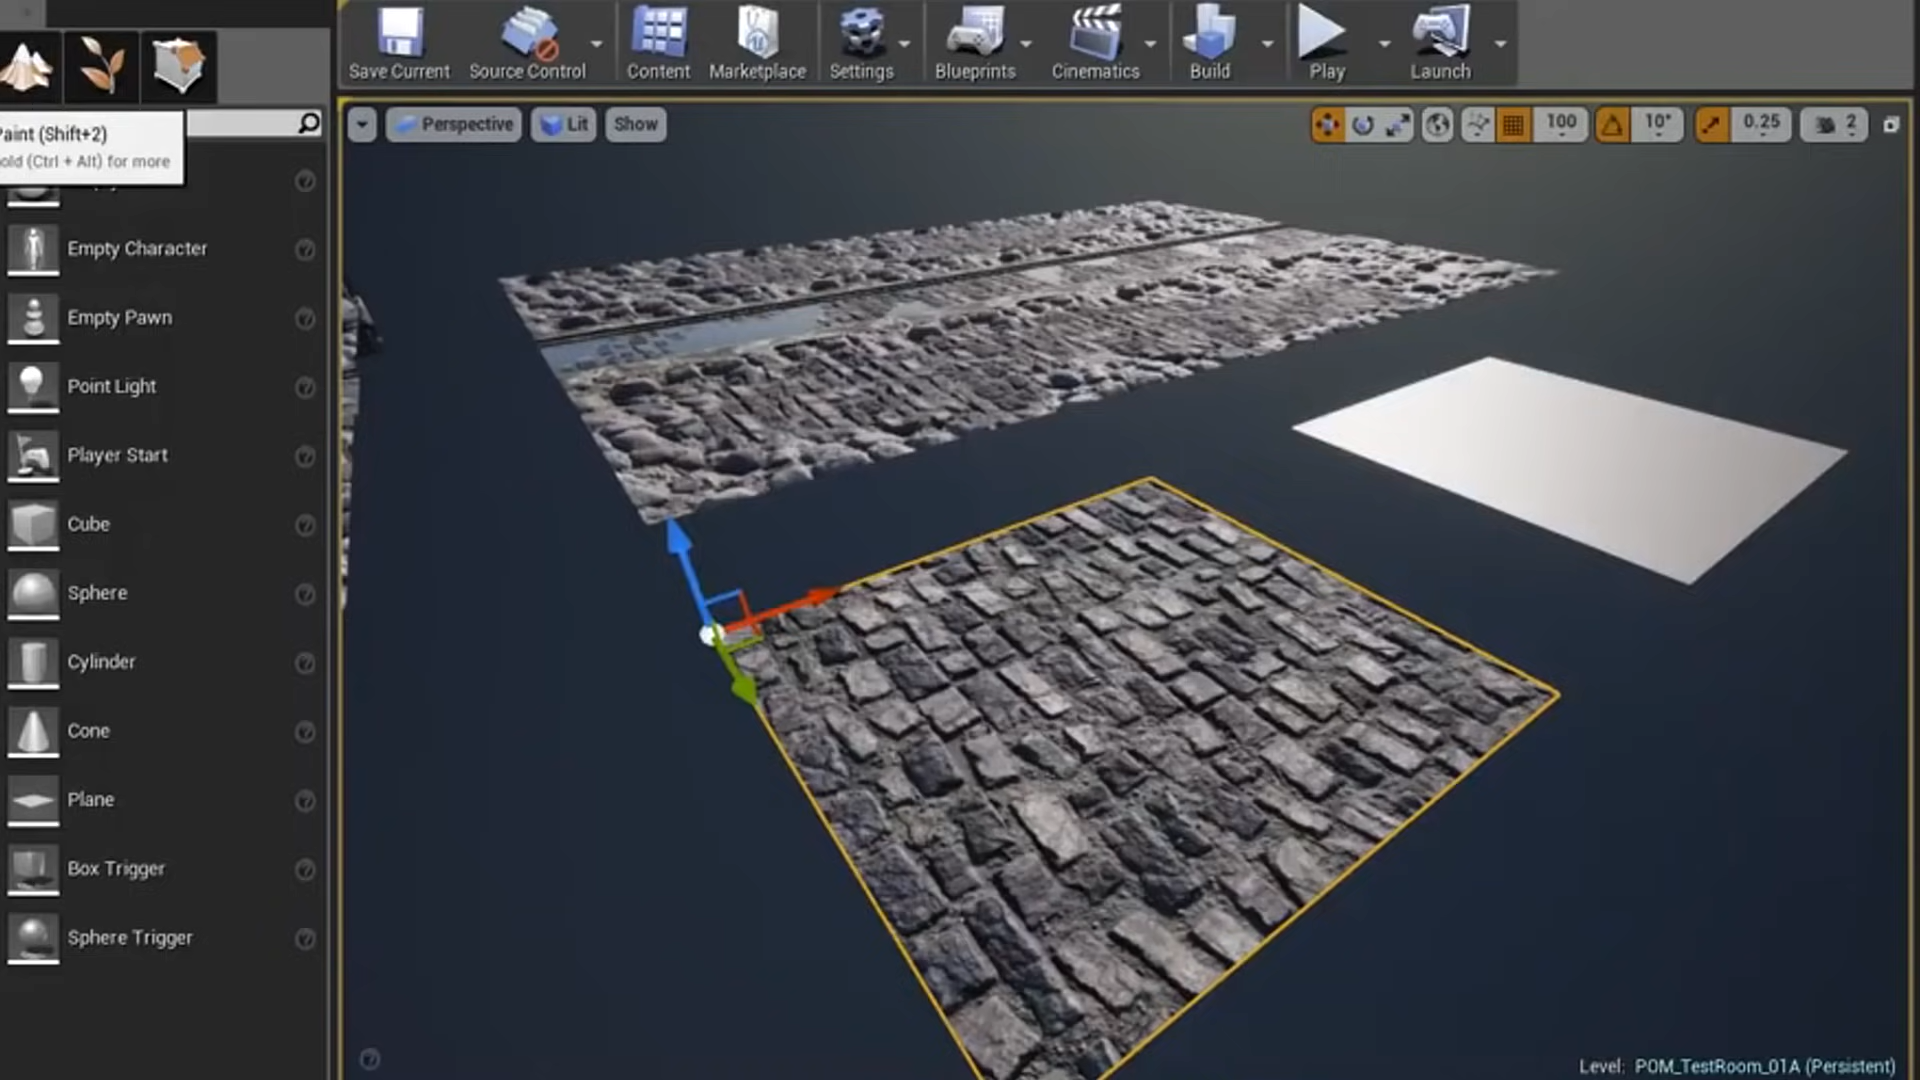 Save Current
Source Control
Content
Marketplace
Settings
Blueprints
Cinematics
Build
Play
Launch
Paint (Shift+2)
old (Ctrl + Alt) for more
Perspective
Lit
Show
100
10°
0.25
2
Empty Character
Empty Pawn
Point Light
Player Start
Cube
Sphere
Cylinder
Cone
Plane
Box Trigger
Sphere Trigger
Level: POM_TestRoom_01A (Persistent)